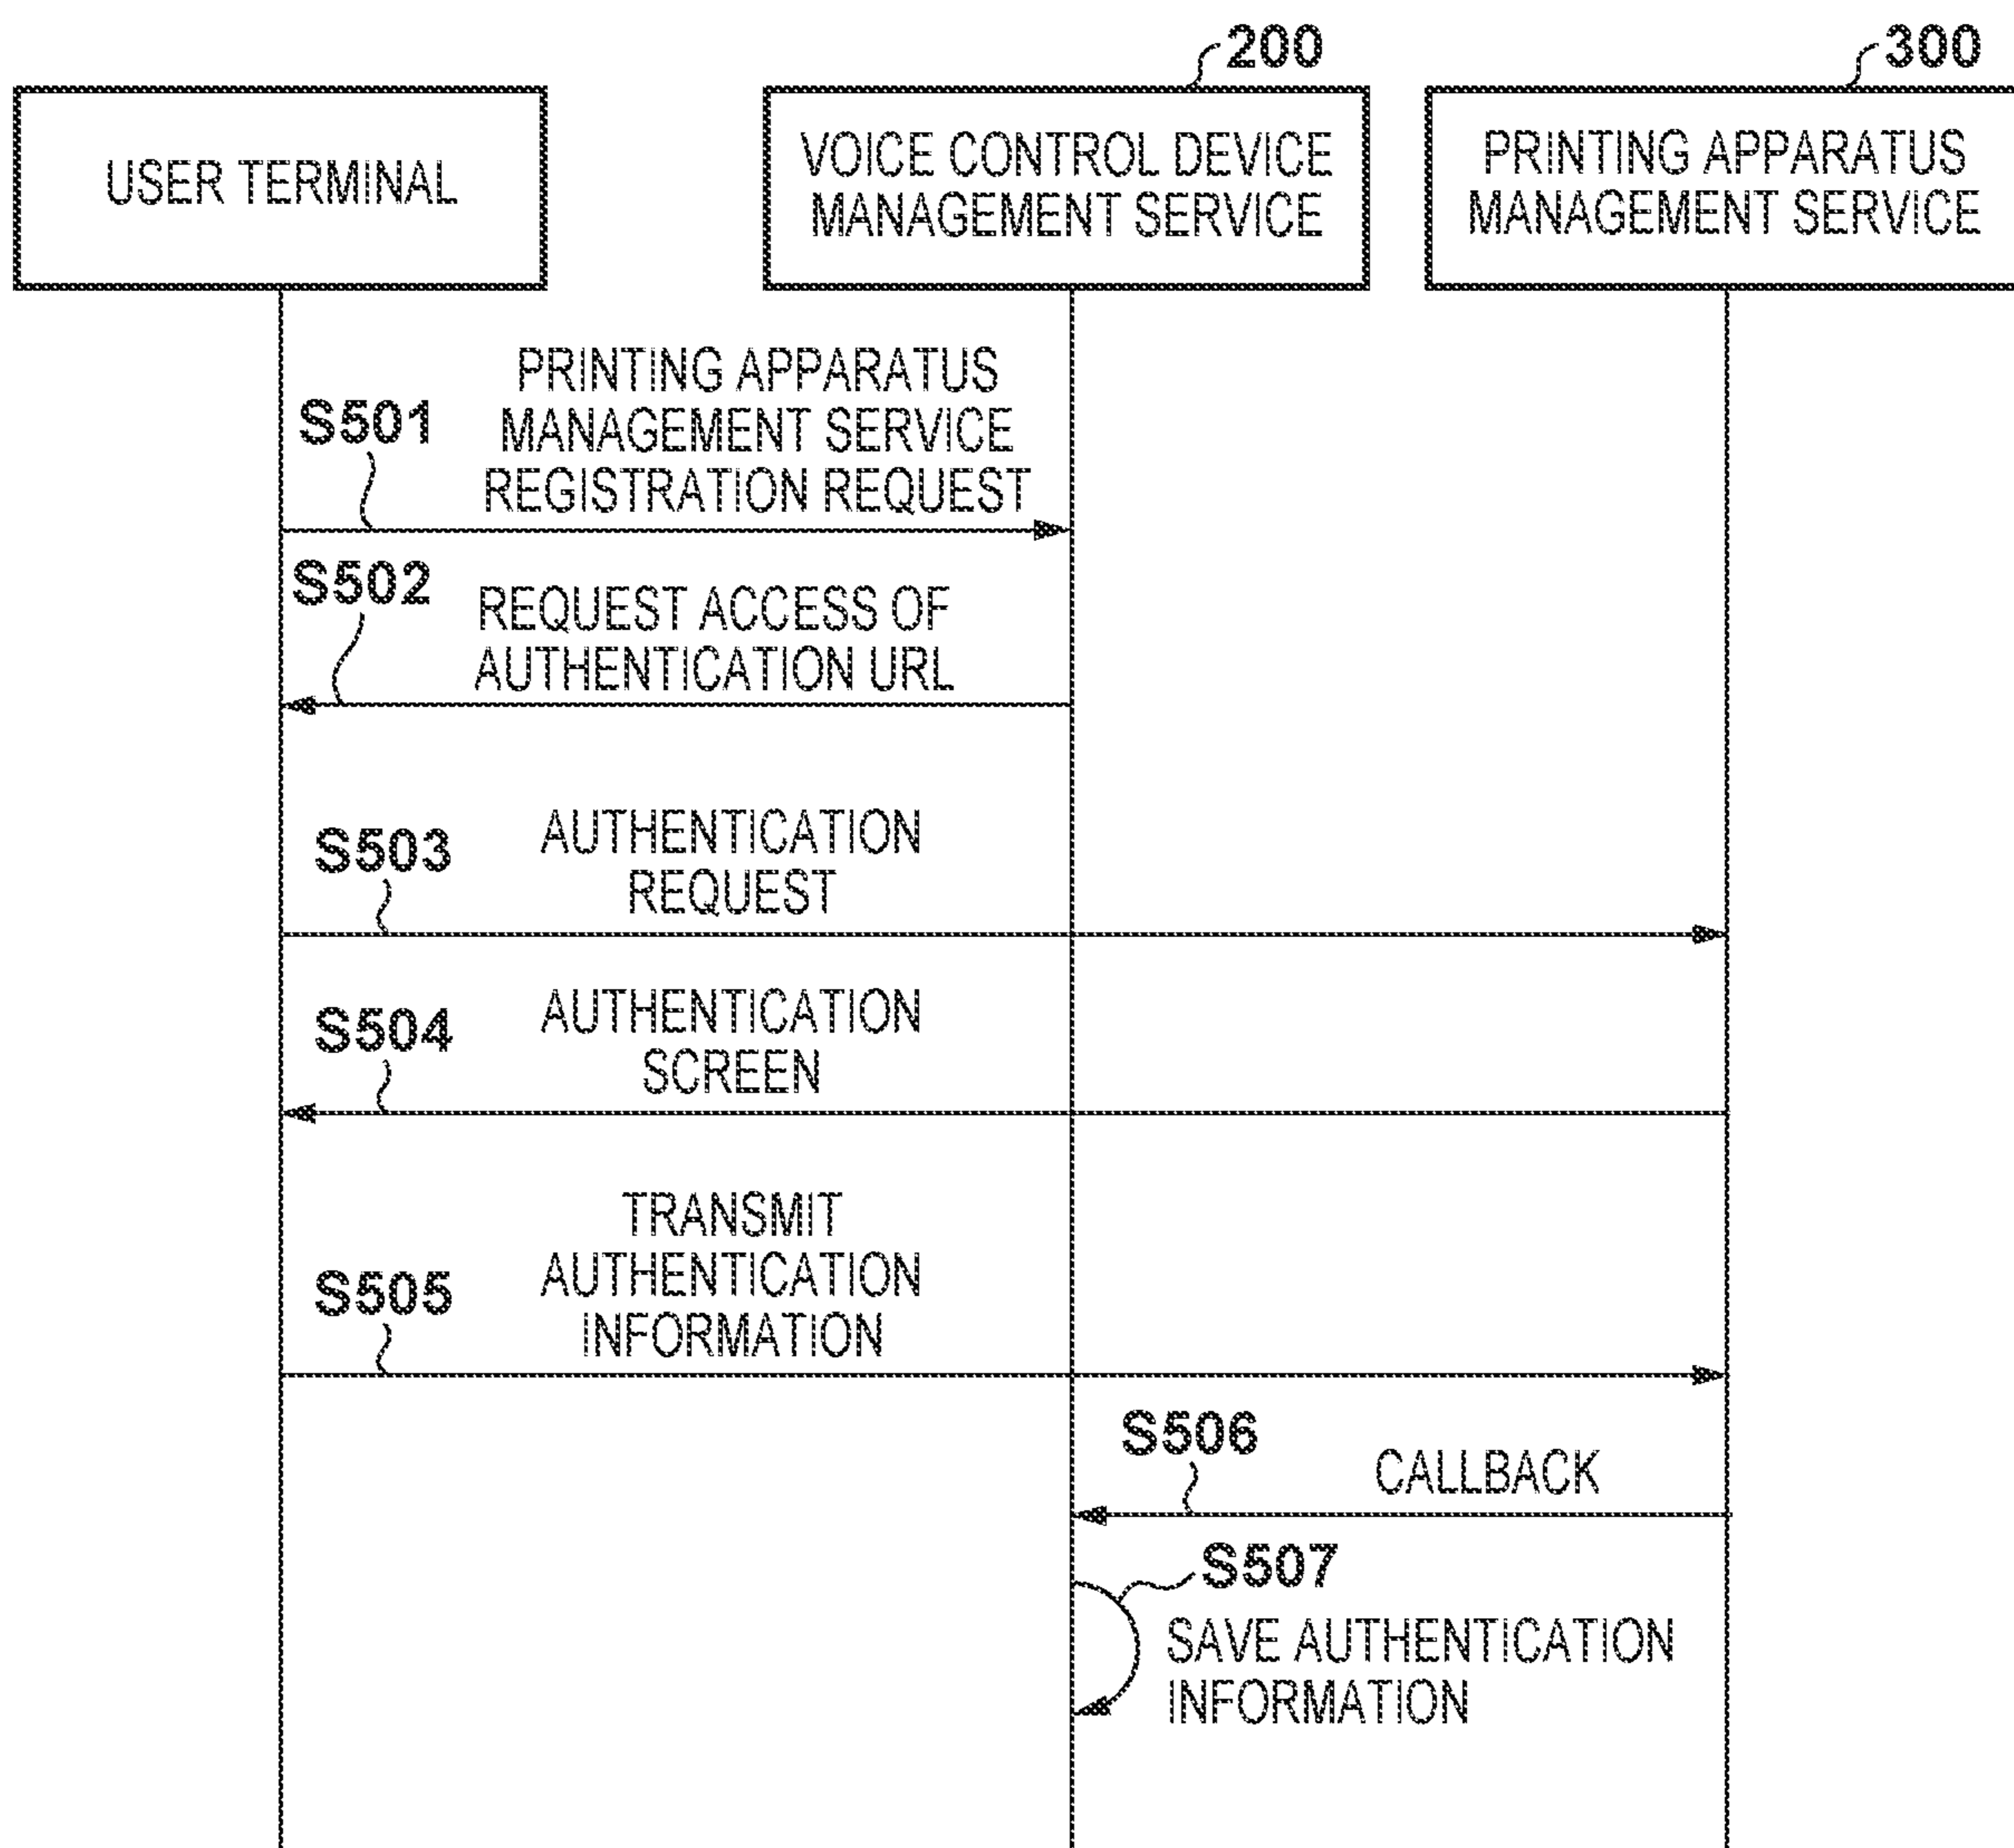 200
300
USER TERMINAL
VOICE CONTROL DEVICE
MANAGEMENT SERVICE
PRINTING APPARATUS
MANAGEMENT SERVICE
S501
PRINTING APPARATUS
MANAGEMENT SERVICE
REGISTRATION REQUEST
S502
REQUEST ACCESS OF
AUTHENTICATION URL
S503
AUTHENTICATION
REQUEST
S504
AUTHENTICATION
SCREEN
S505
TRANSMIT
AUTHENTICATION
INFORMATION
S506
CALLBACK
S507
SAVE AUTHENTICATION
INFORMATION